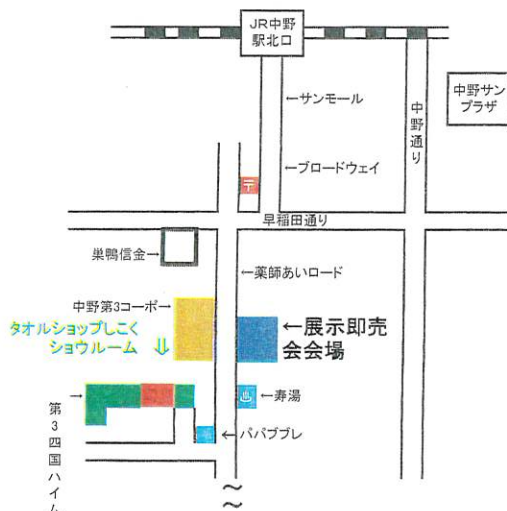 JR中野
駅北口
←サンモール
中野通り
中野サン
プラザ
←ブロードウェイ
〒
早稲田通り
巣鴨信金→
←薬師あいロード
中野第3コーポ→
タオルショップしこく
ショウルーム ⇓
←展示即売
会会場
→
♨
←寿湯
第3四国ハイム
←パパブブレ